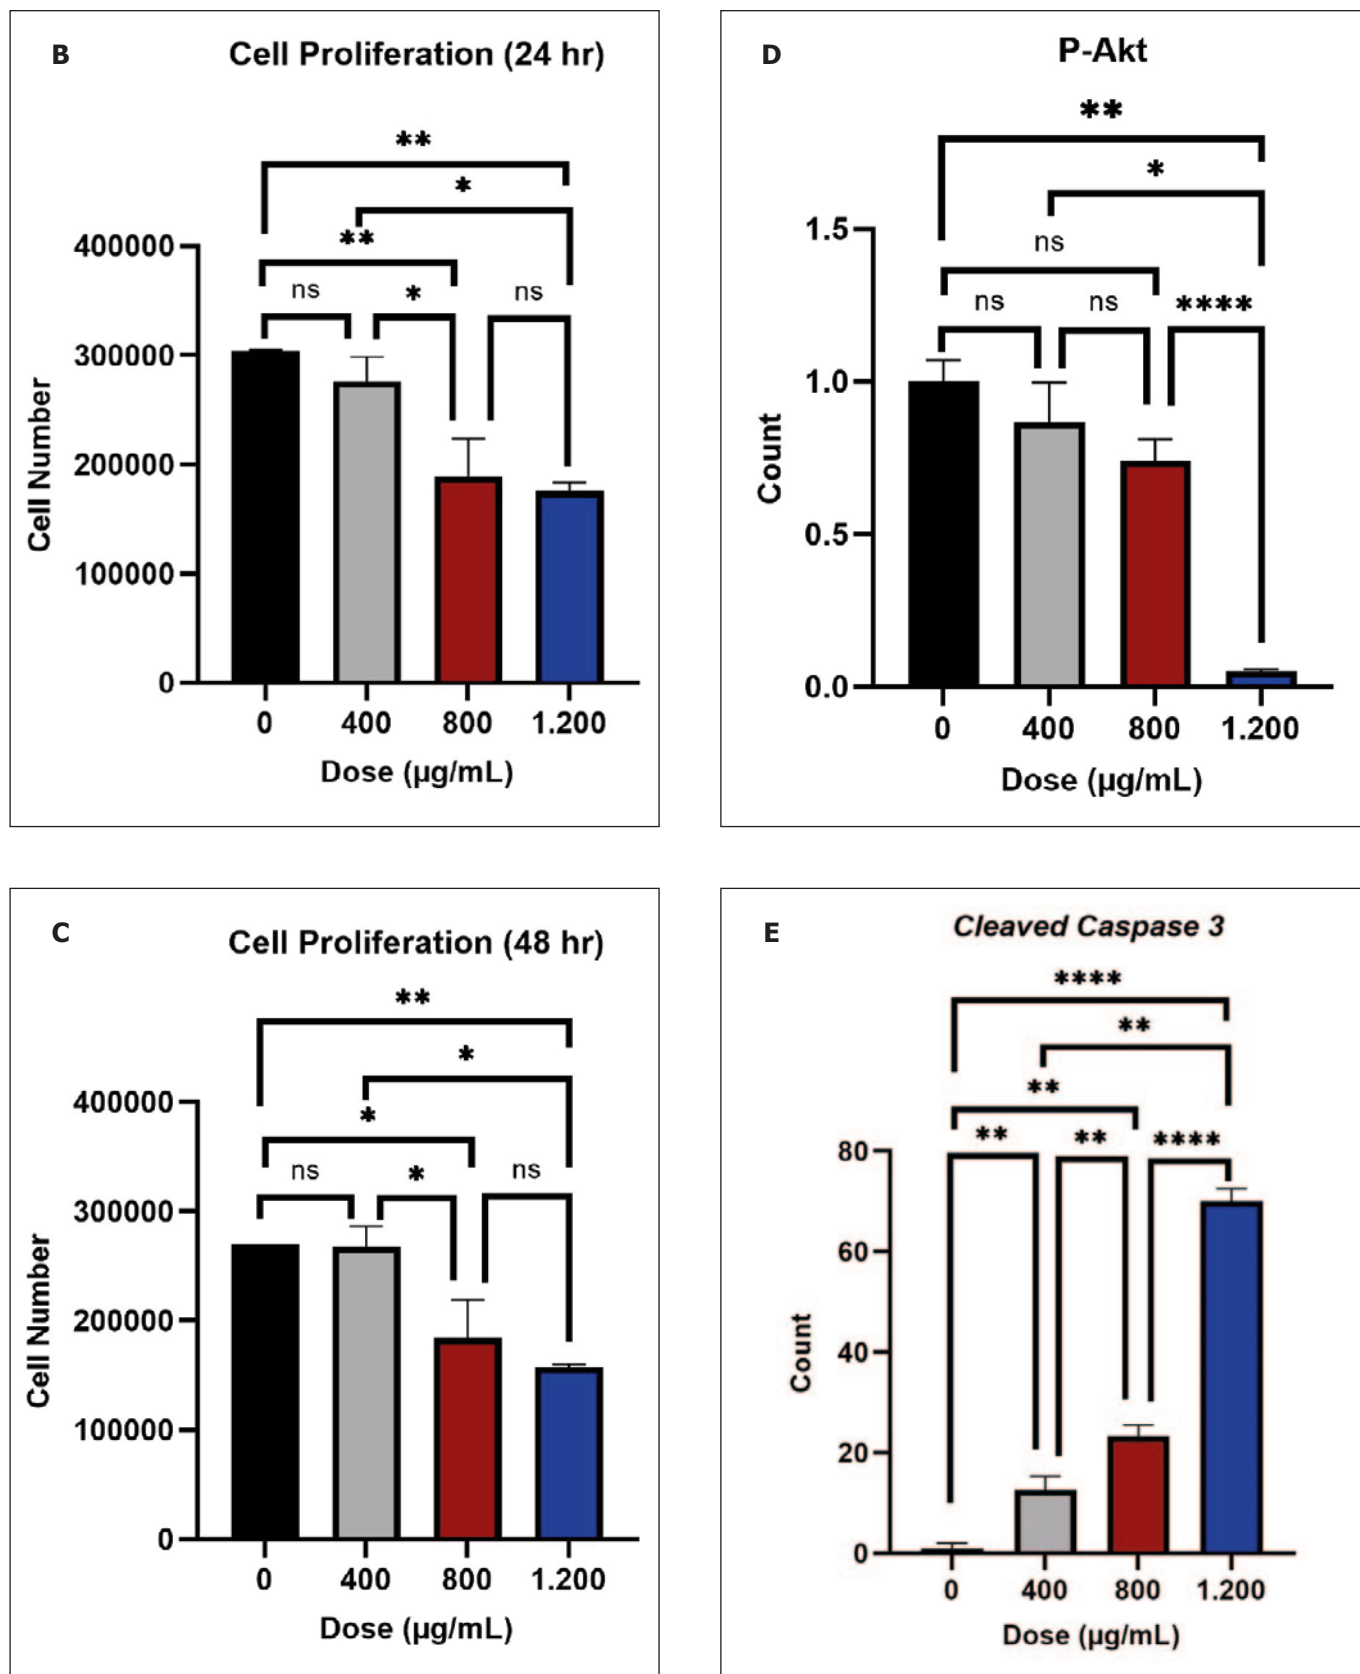 B
Cell Proliferation (24 hr)
**
*
**
ns
*
ns
400000
300000
200000
100000
0
Cell Number
0 400 800 1.200
Dose (µg/mL)
D
P-Akt
**
*
ns
ns
ns
****
1.5
1.0
0.5
0.0
Count
0 400 800 1.200
Dose (µg/mL)
C
Cell Proliferation (48 hr)
**
*
*
ns
*
ns
400000
300000
200000
100000
0
Cell Number
0 400 800 1.200
Dose (µg/mL)
E
Cleaved Caspase 3
****
**
**
**
**
****
80
60
40
20
0
Count
0 400 800 1.200
Dose (µg/mL)